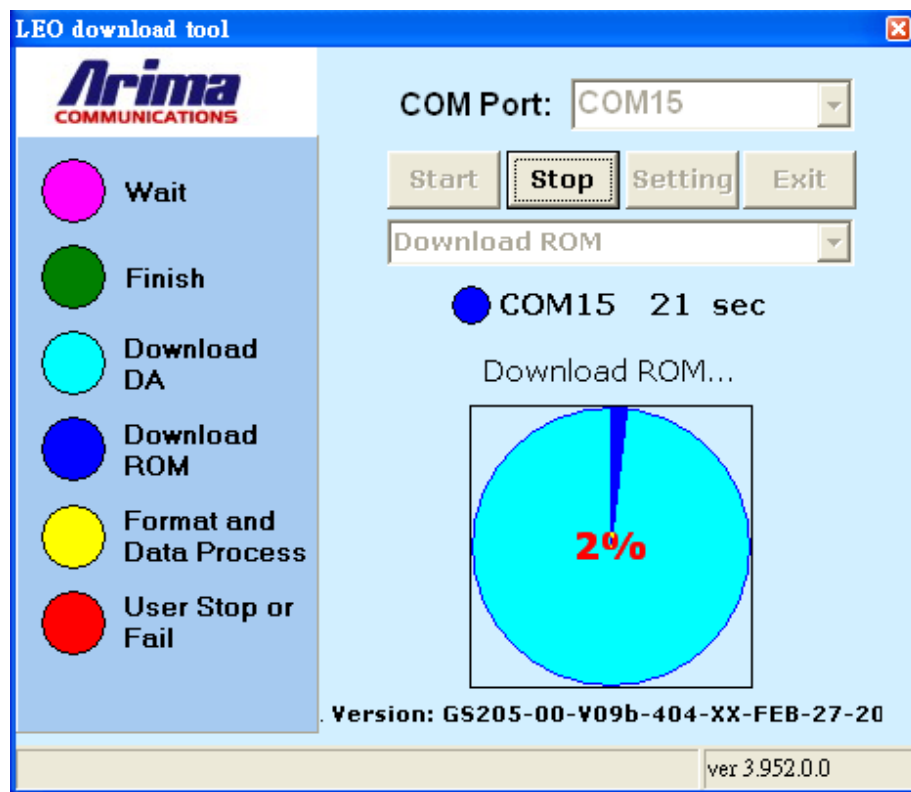 LEO download tool
Arima
COMMUNICATIONS
COM Port: COM15
Start Stop Setting Exit
Download ROM
COM15 21 sec
Download ROM...
2%
Wait
Finish
Download
DA
Download
ROM
Format and
Data Process
User Stop or
Fail
. Version: GS205-00-V09b-404-XX-FEB-27-20
ver 3.952.0.0